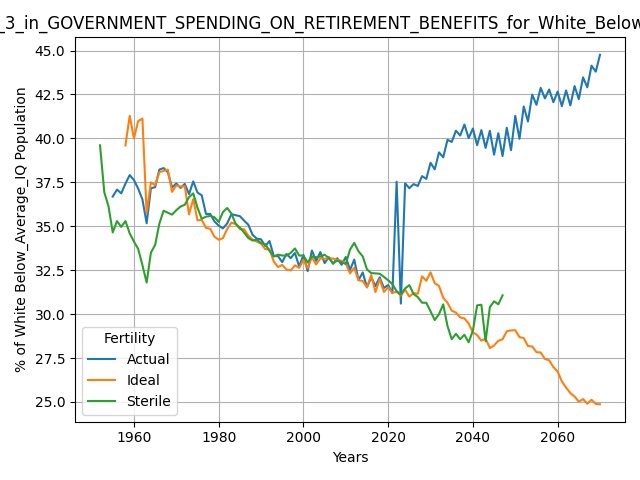 _3_in_GOVERNMENT_SPENDING_ON_RETIREMENT_BENEFITS_for_White_Below
% of White Below_Average_IQ Population
45.0
42.5
40.0
37.5
35.0
32.5
30.0
27.5
25.0
Fertility
Actual
Ideal
Sterile
1960 1980 2000 2020 2040 2060
Years